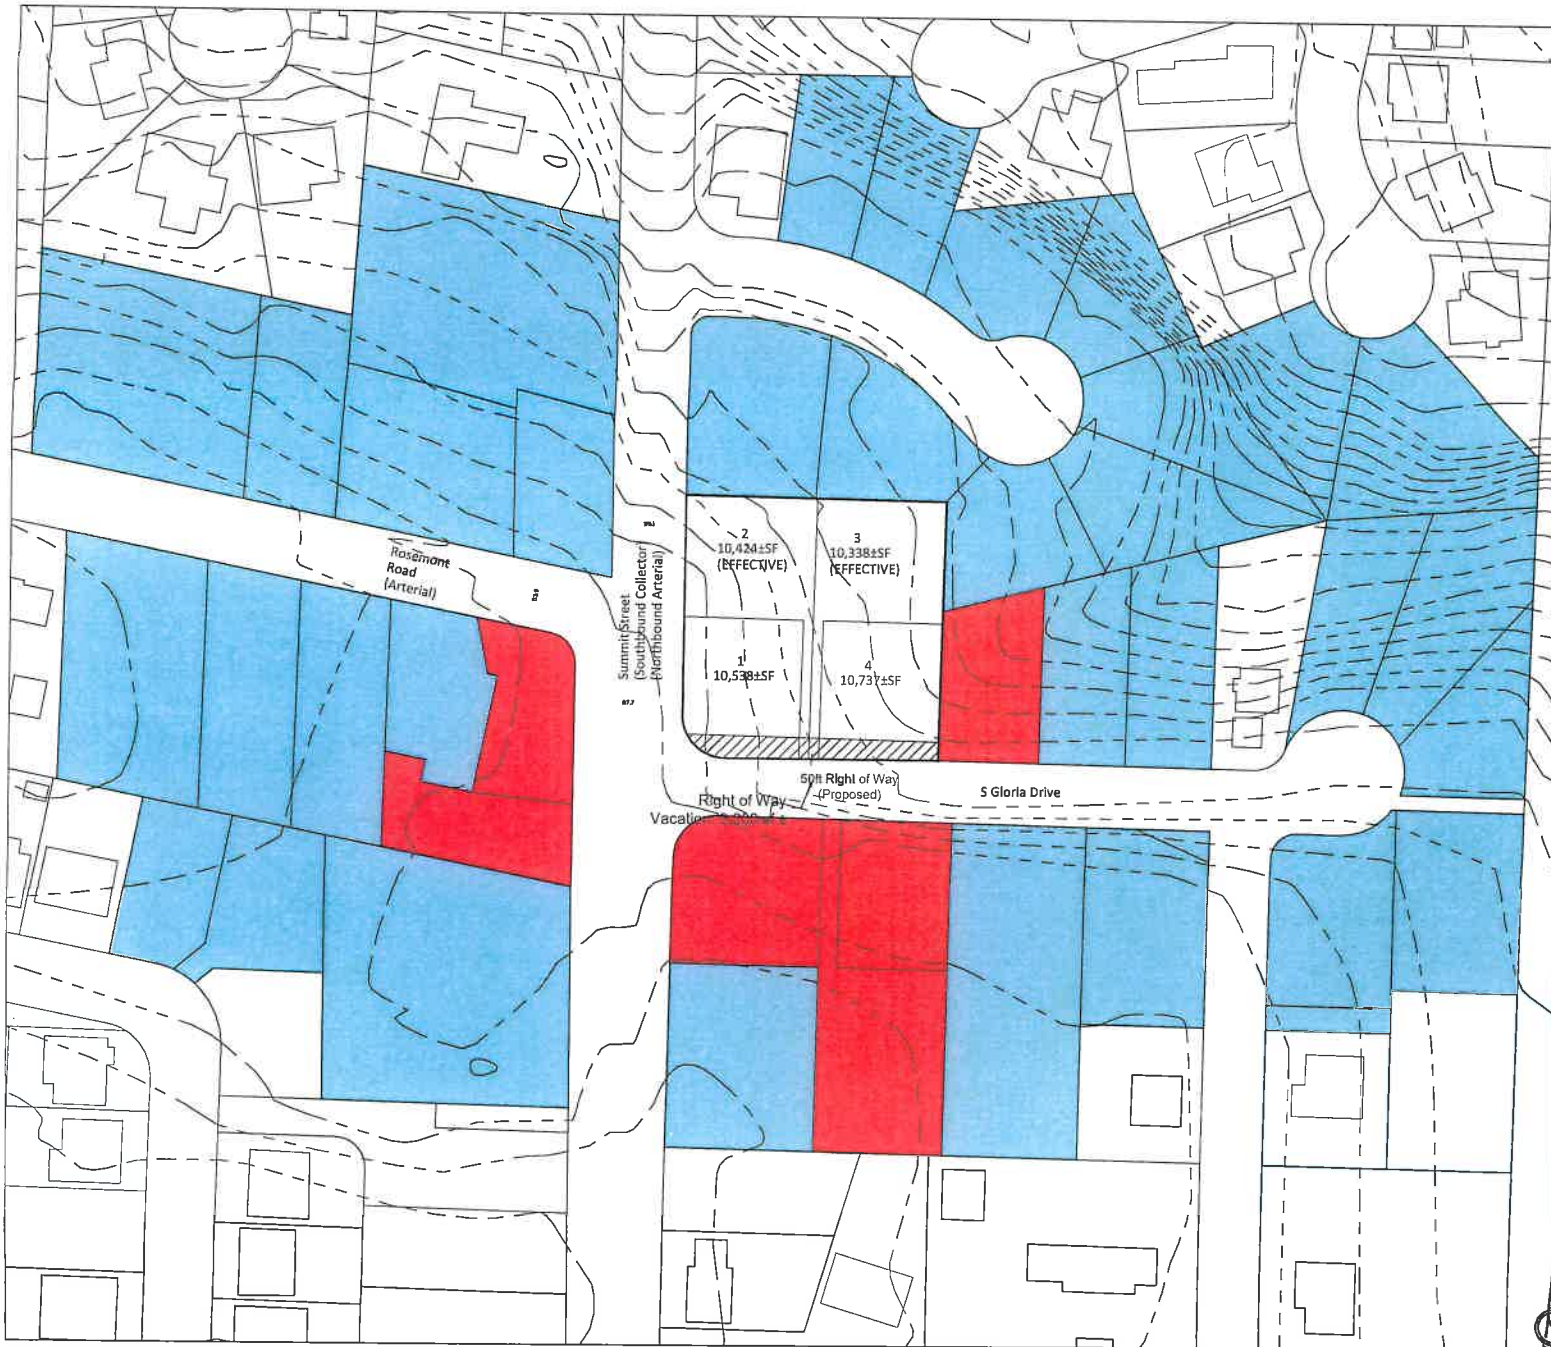 2
10,424±SF
(EFFECTIVE)
3
10,338±SF
(EFFECTIVE)
Rosemont
Road
(Arterial)
Summit Street
(Southbound Collector)
(Northbound Arterial)
1
10,538±SF
4
10,737±SF
50ft Right of Way
(Proposed)
S Gloria Drive
Right of Way
Vacation